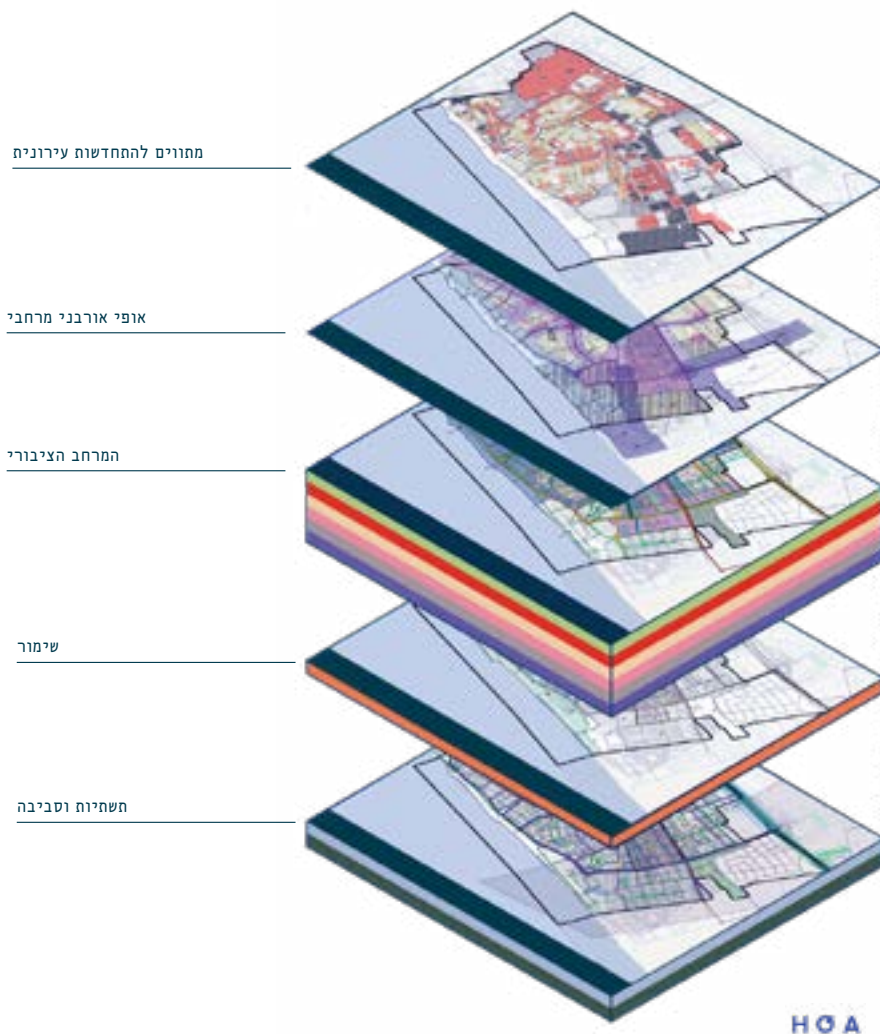 מתווים להתחדשות עירונית
אופי אורבני מרחבי
המרחב הציבורי
שימור
תשתיות וסביבה
HOA